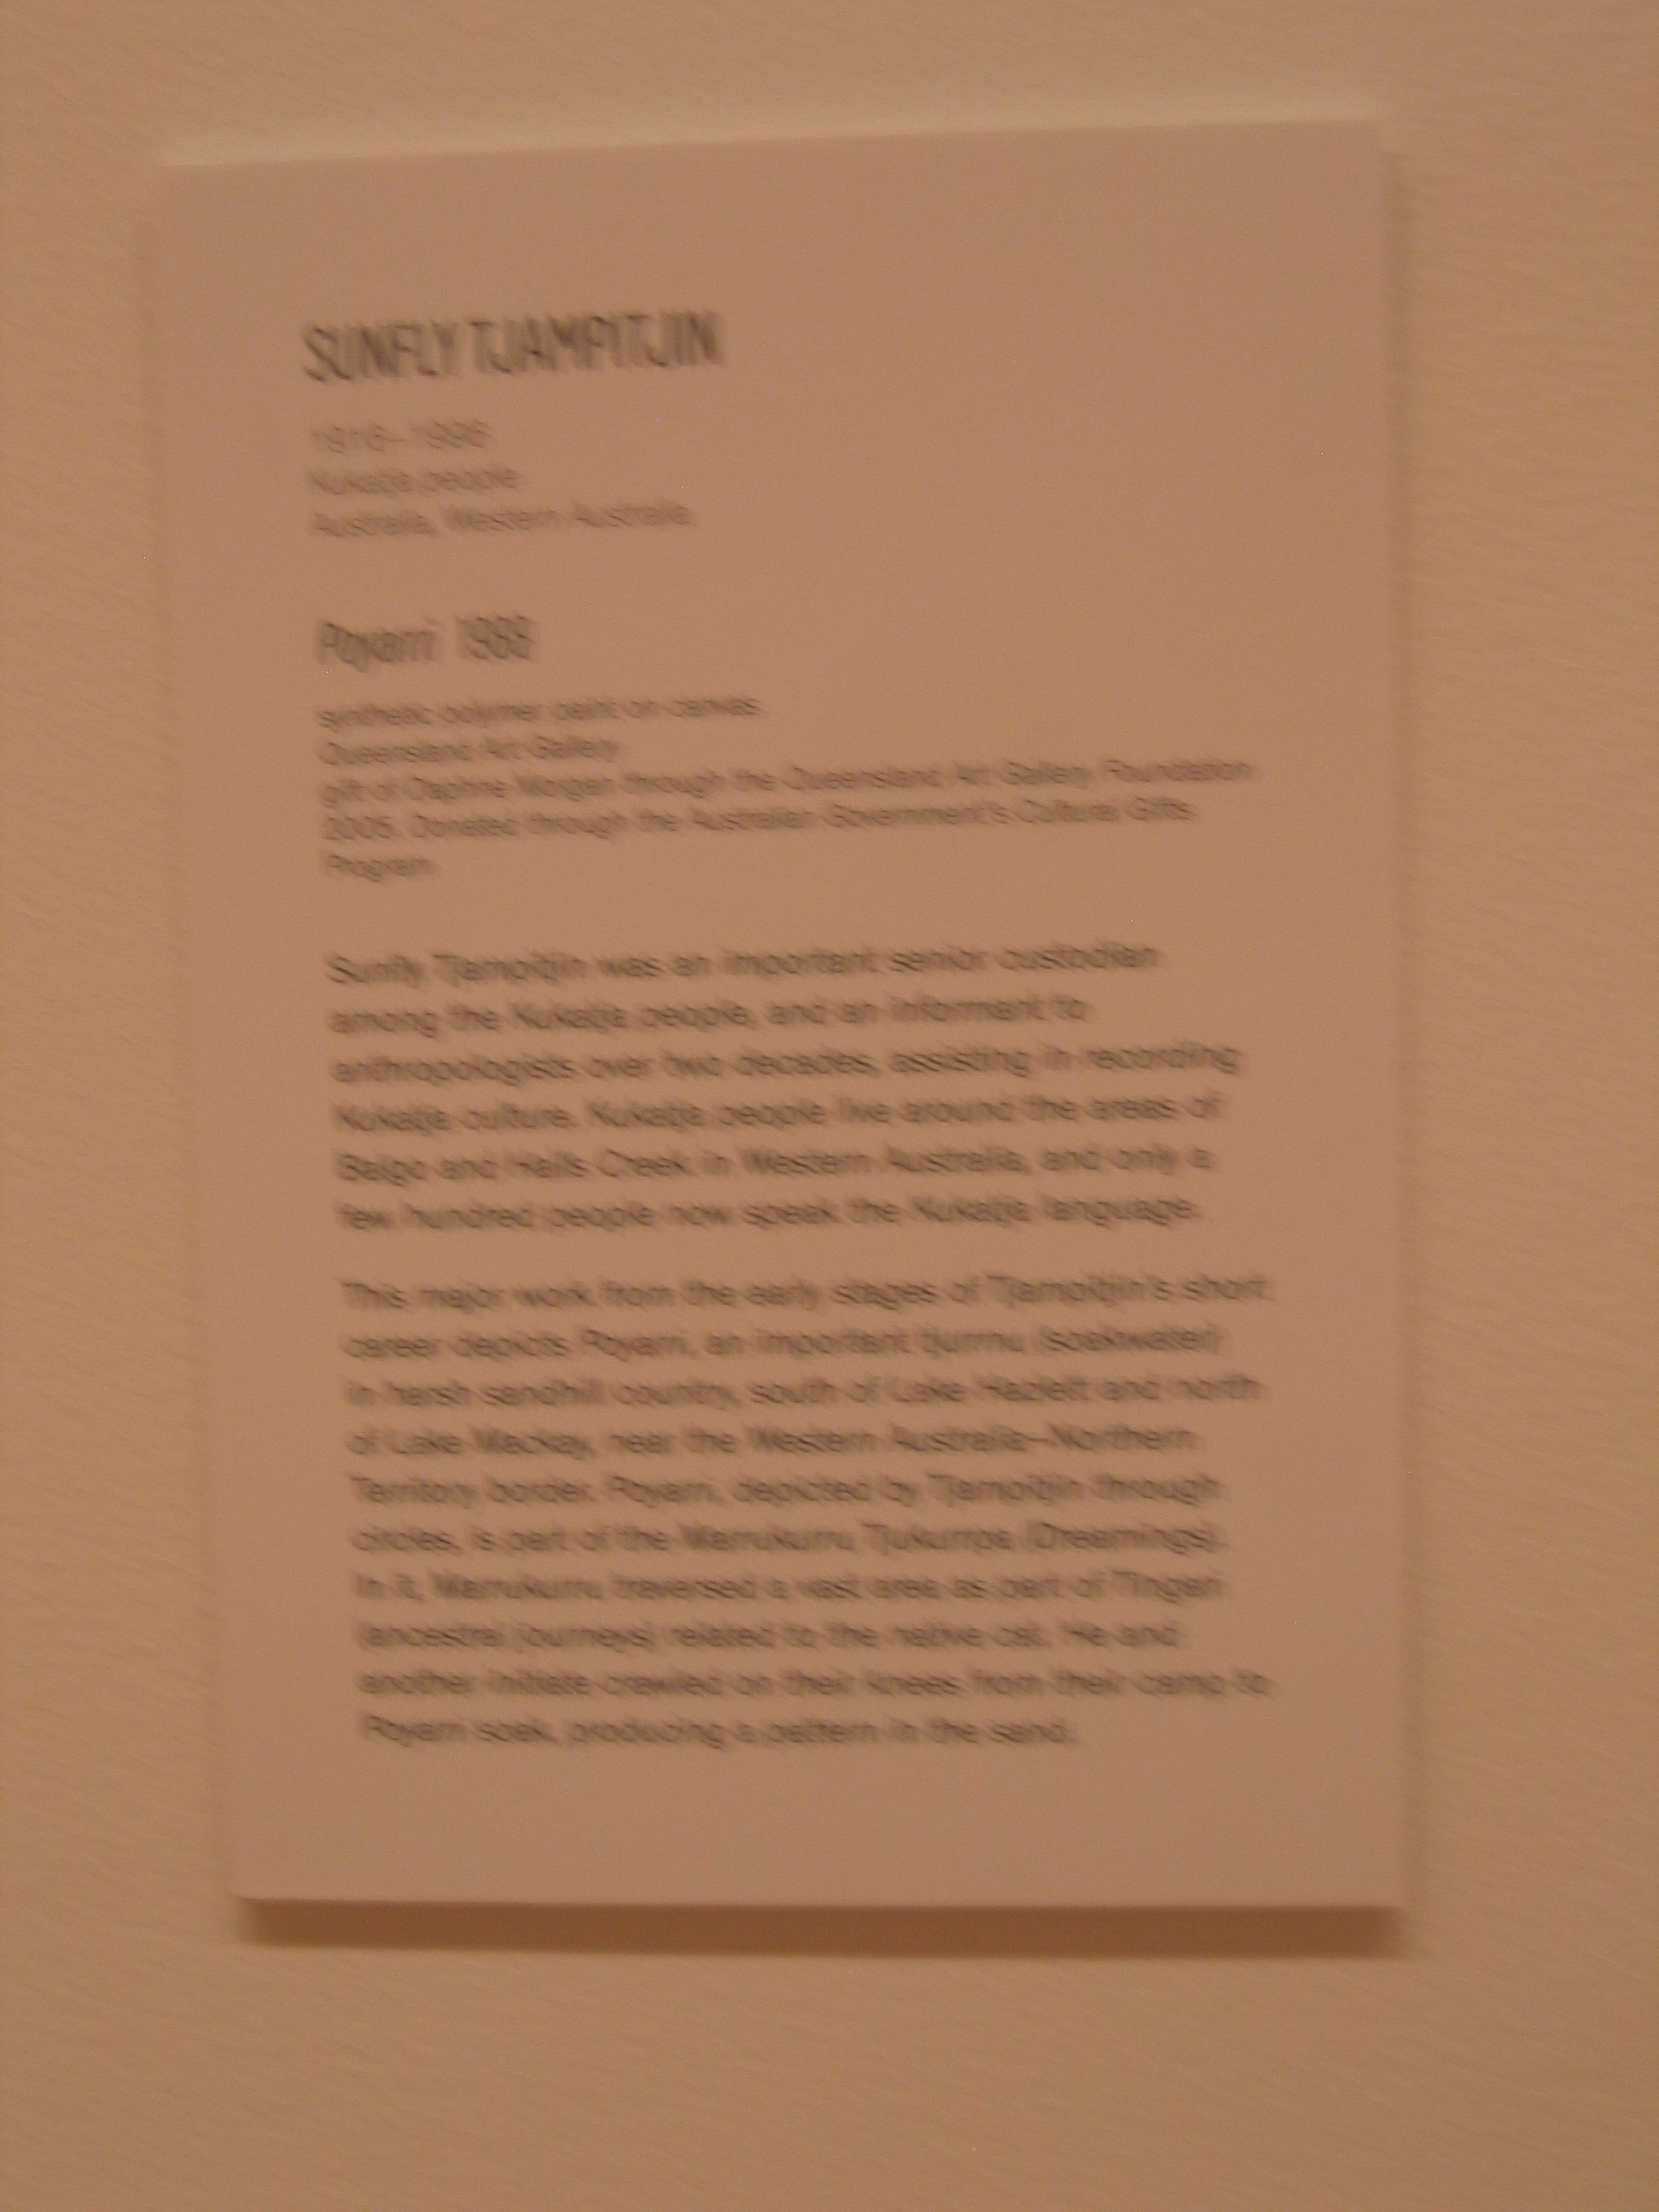 SUNFLY TJAMPITJIN
1916–1996
Kukatja people
Australia, Western Australia
Poyarri 1988
synthetic polymer paint on canvas
Queensland Art Gallery
gift of Daphne Morgan through the Queensland Art Gallery Foundation
2005. Donated through the Australian Government's Cultural Gifts
Program
Sunfly Tjampitjin was an important senior custodian
among the Kukatja people, and an informant to
anthropologists over two decades, assisting in recording
Kukatja culture. Kukatja people live around the areas of
Balgo and Halls Creek in Western Australia, and only a
few hundred people now speak the Kukatja language.
This major work from the early stages of Tjampitjin's short
career depicts Poyarri, an important tjurrnu (soakwater)
in harsh sandhill country, south of Lake Hazlett and north
of Lake Mackay, near the Western Australia–Northern
Territory border. Poyarri, depicted by Tjampitjin through
circles, is part of the Marrukurru Tjukurrpa (Dreamings).
In it, Marrukurru traversed a vast area as part of Tingari
(ancestral journeys) related to the native cat. He and
another initiate crawled on their knees from their camp to
Poyarri soak, producing a pattern in the sand.